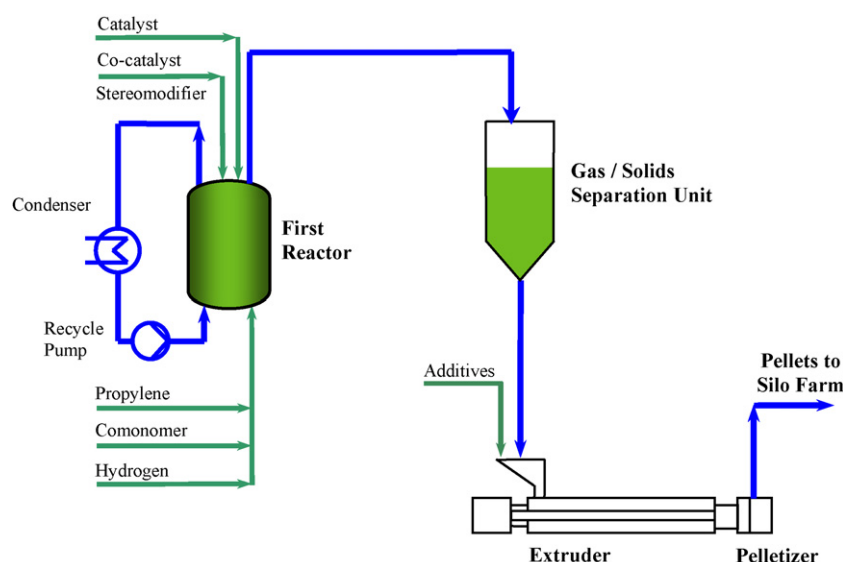 Catalyst
Co-catalyst
Stereomodifier
Condenser
First
Reactor
Gas / Solids
Separation Unit
Recycle
Pump
Propylene
Comonomer
Hydrogen
Additives
Pellets to
Silo Farm
Extruder
Pelletizer